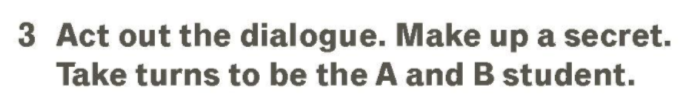 3 Act out the dialogue. Make up a secret.
Take turns to be the A and B student.